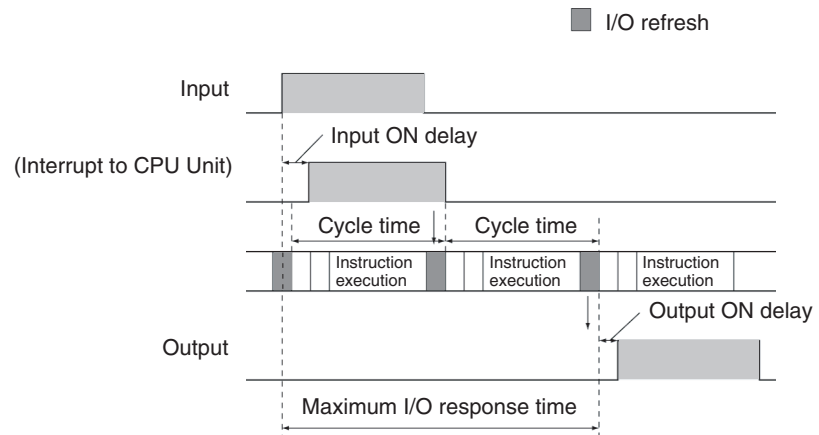 I/O refresh
Input
Input ON delay
(Interrupt to CPU Unit)
Cycle time
Cycle time
Instruction
execution
Instruction
execution
Instruction
execution
Output ON delay
Output
Maximum I/O response time